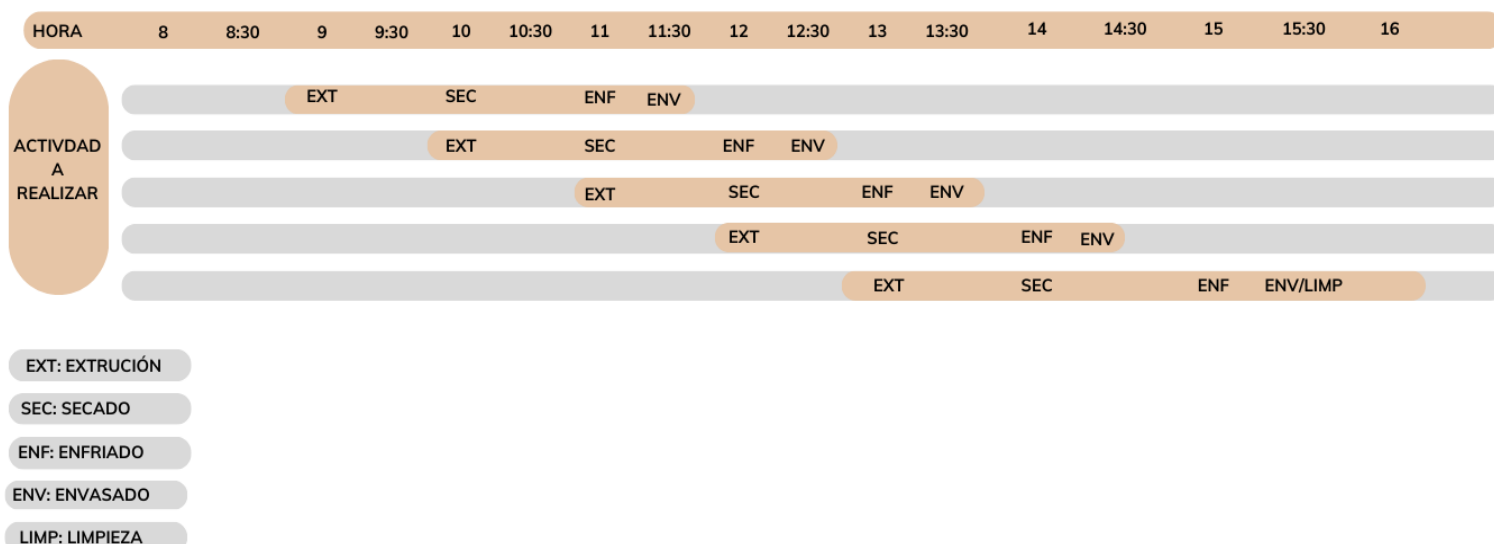 HORA 8 8:30 9 9:30 10 10:30 11 11:30 12 12:30 13 13:30 14 14:30 15 15:30 16
EXT SEC ENF ENV
ACTIVDAD
A
REALIZAR
EXT SEC ENF ENV
EXT SEC ENF ENV
EXT SEC ENF ENV
EXT SEC ENF ENV/LIMP
EXT: EXTRUCIÓN
SEC: SECADO
ENF: ENFRIADO
ENV: ENVASADO
LIMP: LIMPIEZA